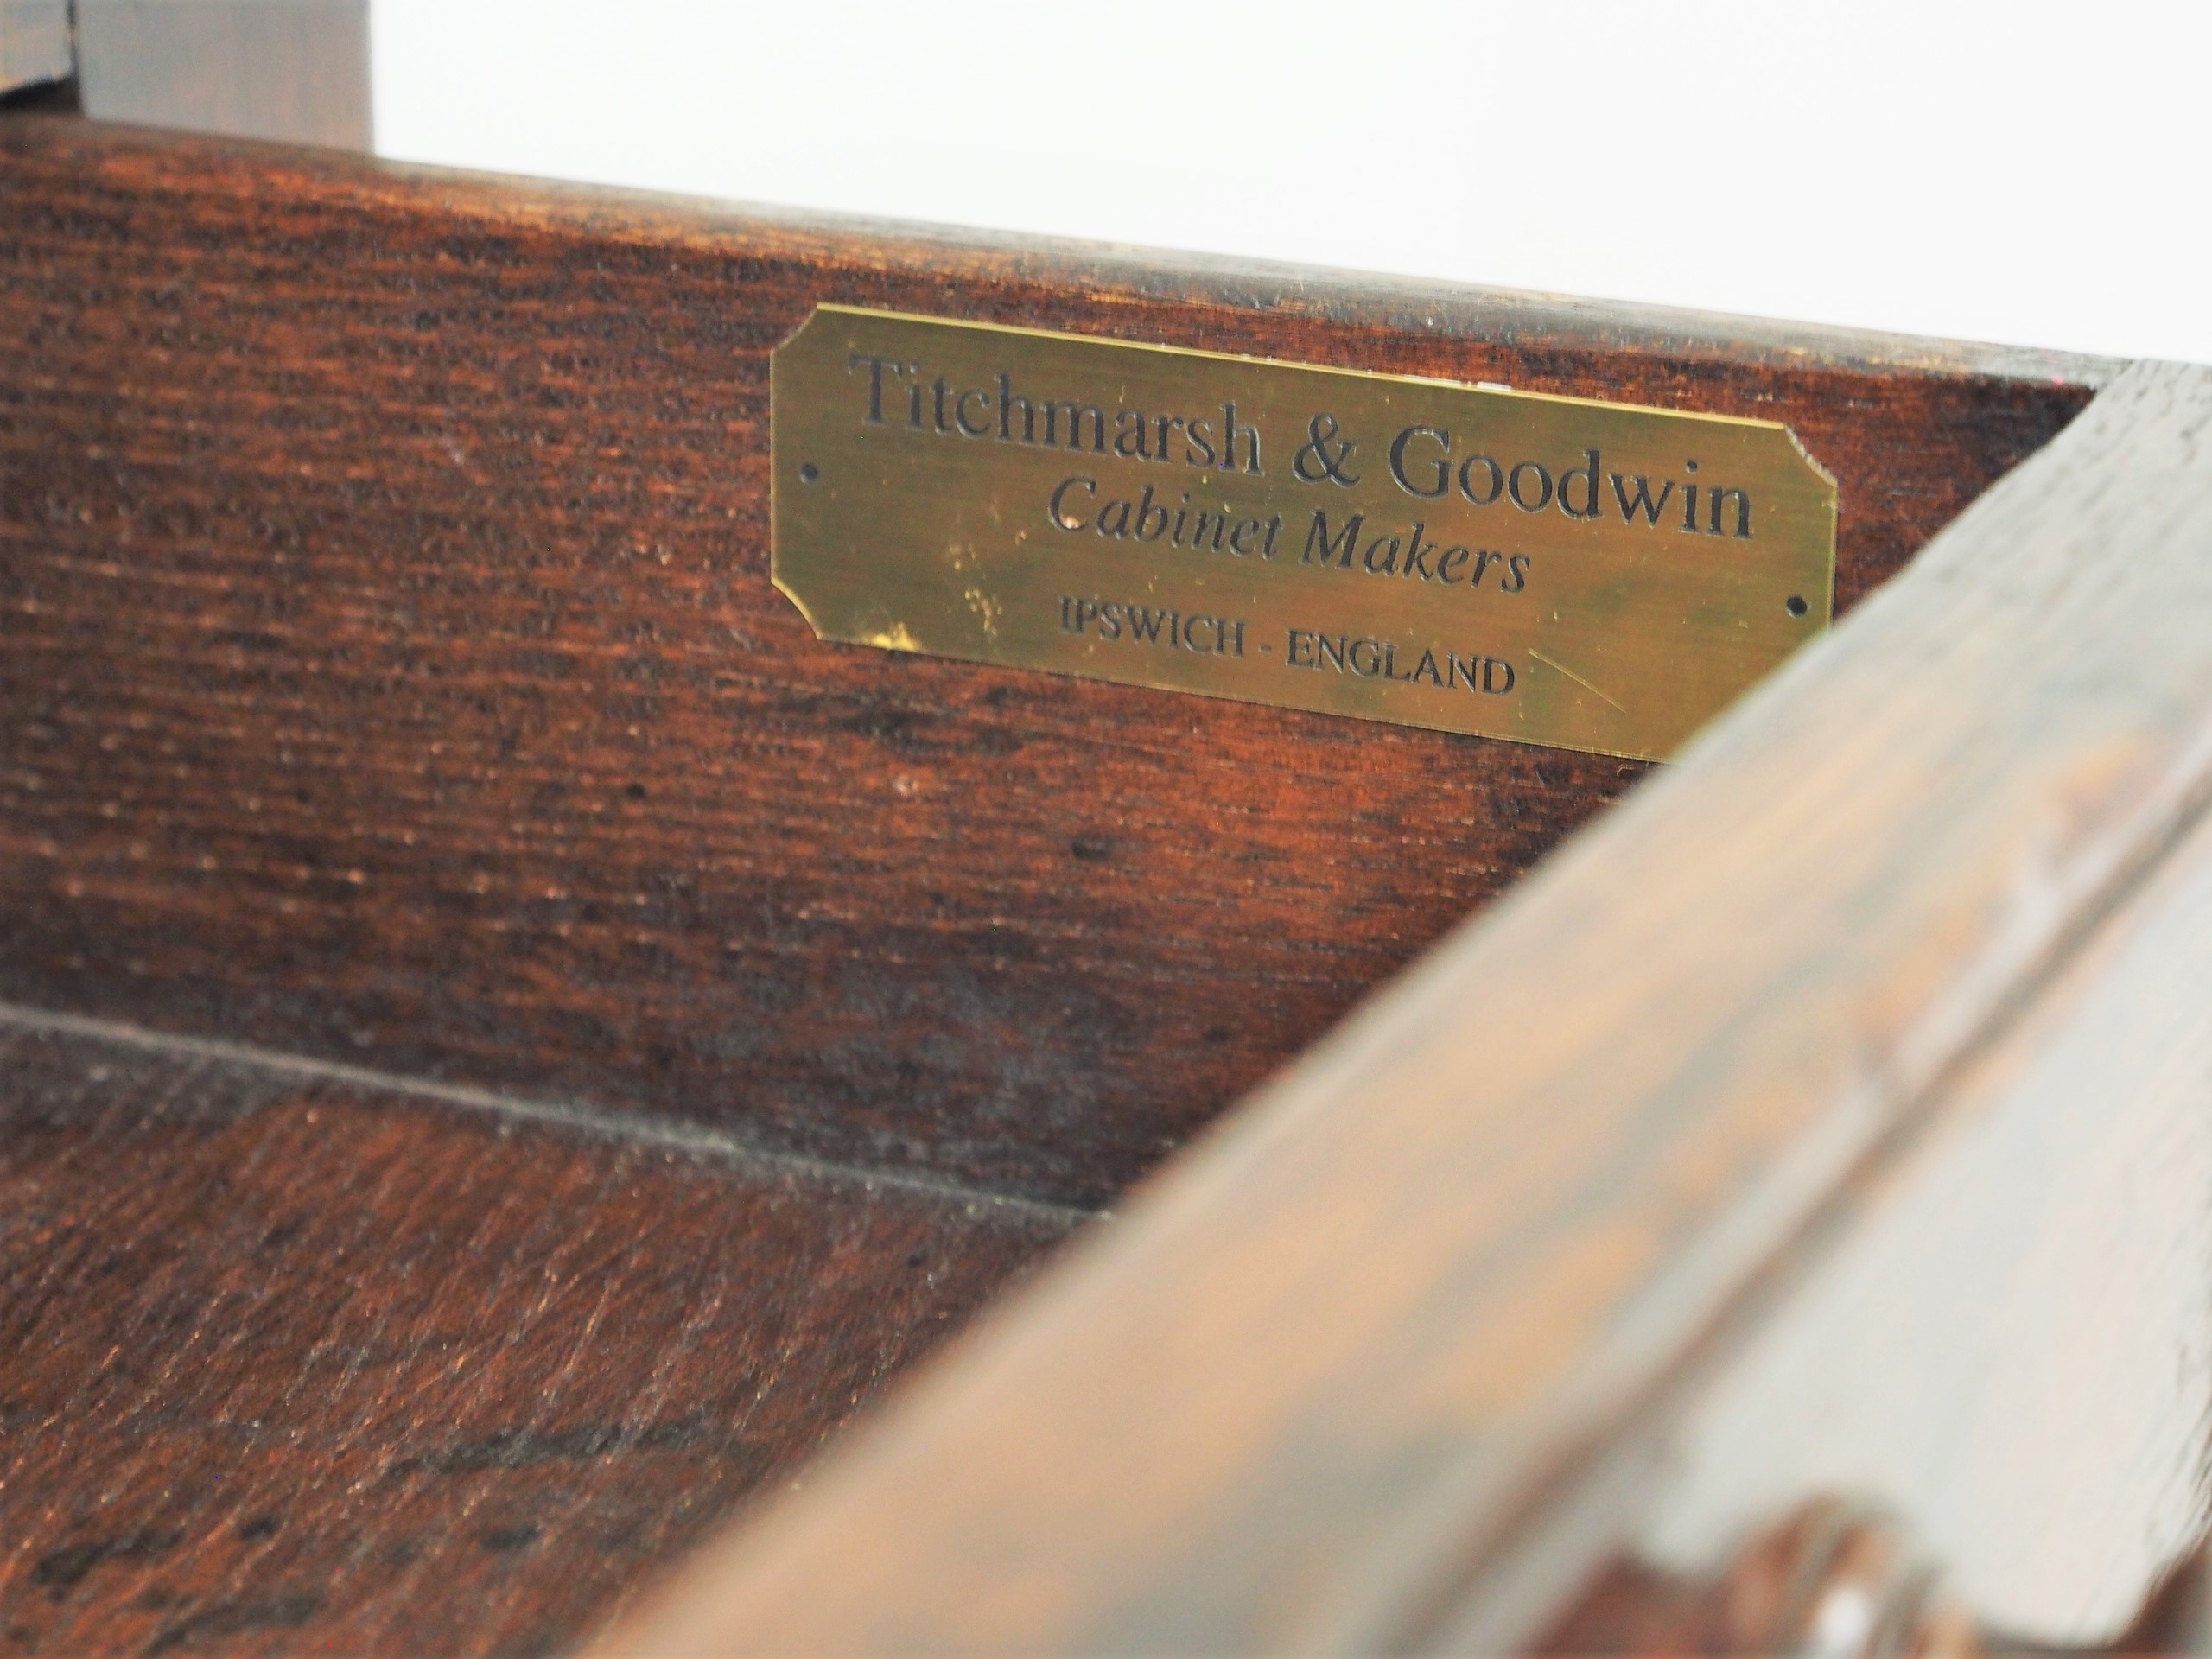 Titchmarsh & Goodwin
Cabinet Makers
IPSWICH - ENGLAND